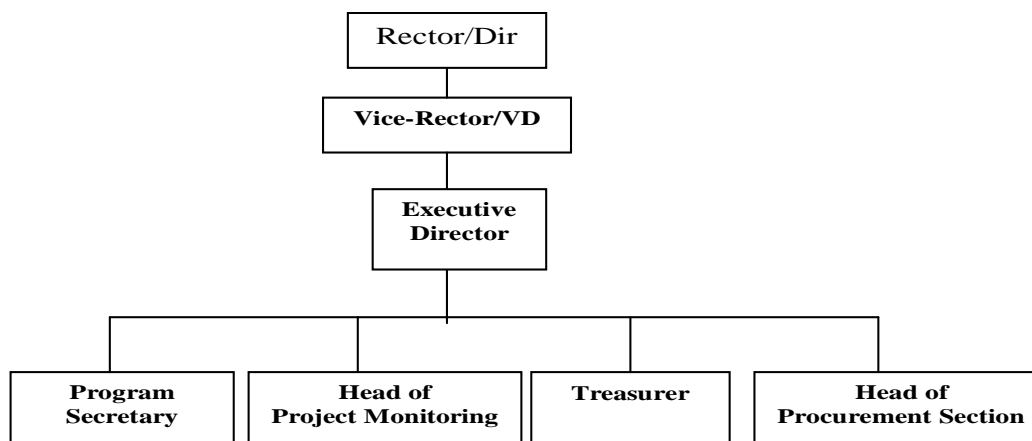 Rector/Dir
Vice-Rector/VD
Executive
Director
Program
Secretary
Head of
Project Monitoring
Treasurer
Head of
Procurement Section